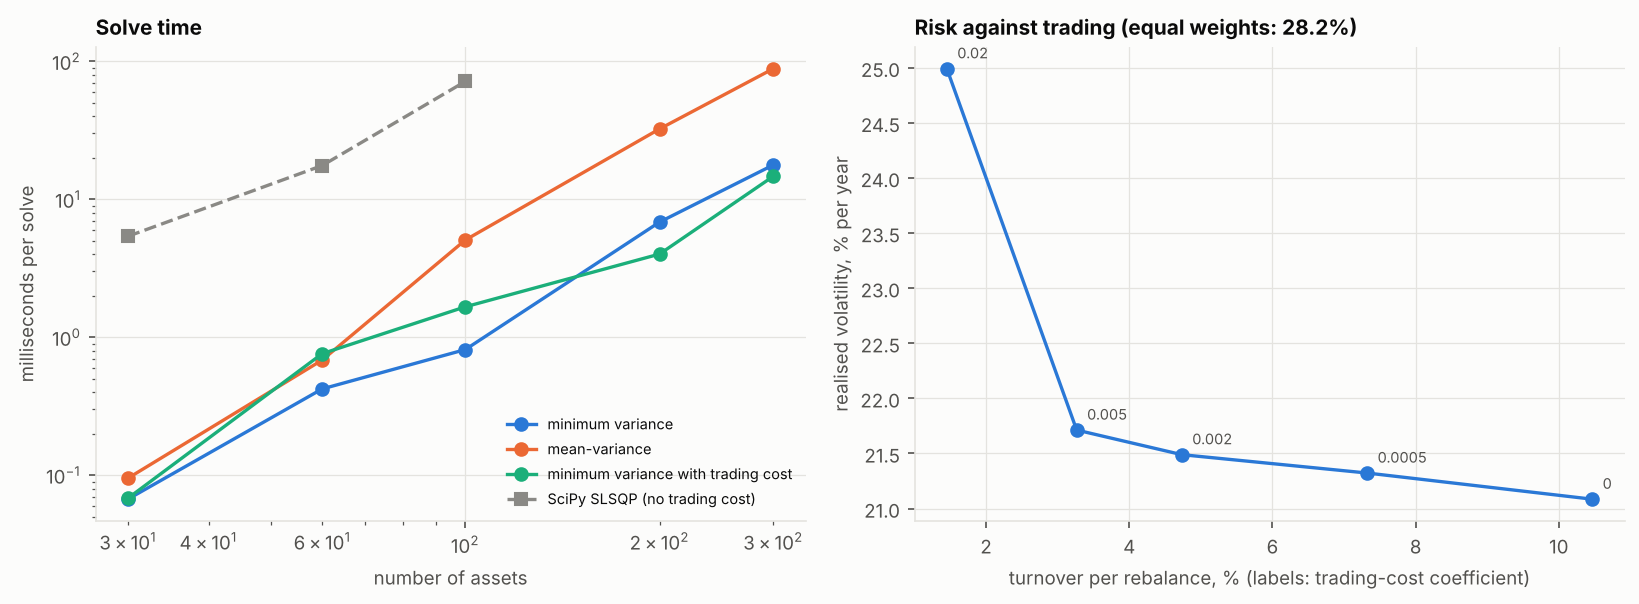 Solve time
milliseconds per solve
10²
10¹
10⁰
10⁻¹
3 × 10¹
4 × 10¹
6 × 10¹
10²
2 × 10²
3 × 10²
number of assets
minimum variance
mean-variance
minimum variance with trading cost
SciPy SLSQP (no trading cost)
Risk against trading (equal weights: 28.2%)
realised volatility, % per year
25.0
24.5
24.0
23.5
23.0
22.5
22.0
21.5
21.0
0.02
0.005
0.002
0.0005
0
2
4
6
8
10
turnover per rebalance, % (labels: trading-cost coefficient)